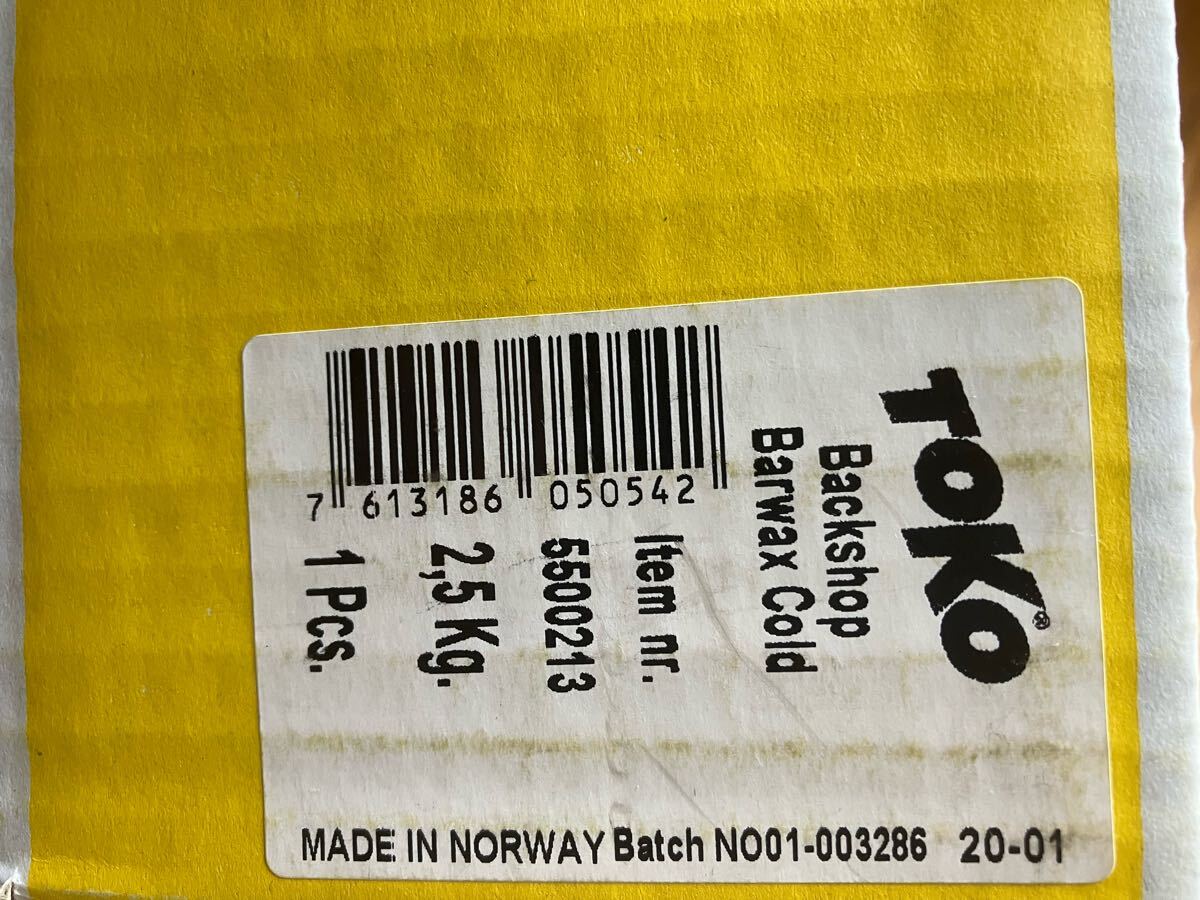 TOKO®
Backshop
Barwax Cold
Item nr.
5500213
2,5 Kg.
1 Pcs.
7 613186 050542
MADE IN NORWAY Batch NO01-003286 20-01